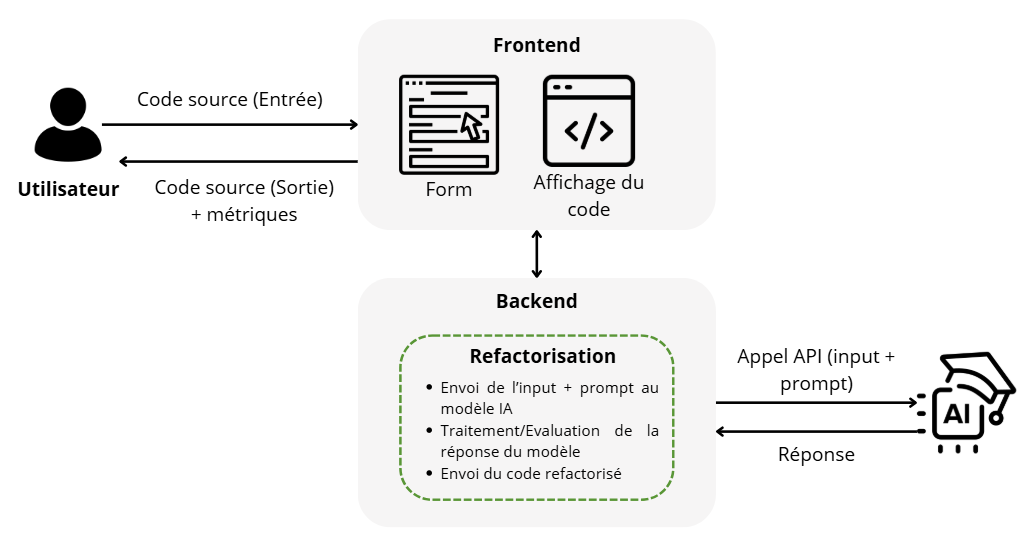 Frontend
Code source (Entrée)
Utilisateur
Code source (Sortie)
+ métriques
Form
Affichage du
code
Backend
Refactorisation
• Envoi de l’input + prompt au
modèle IA
• Traitement/Evaluation de la
réponse du modèle
• Envoi du code refactorisé
Appel API (input +
prompt)
AI
Réponse